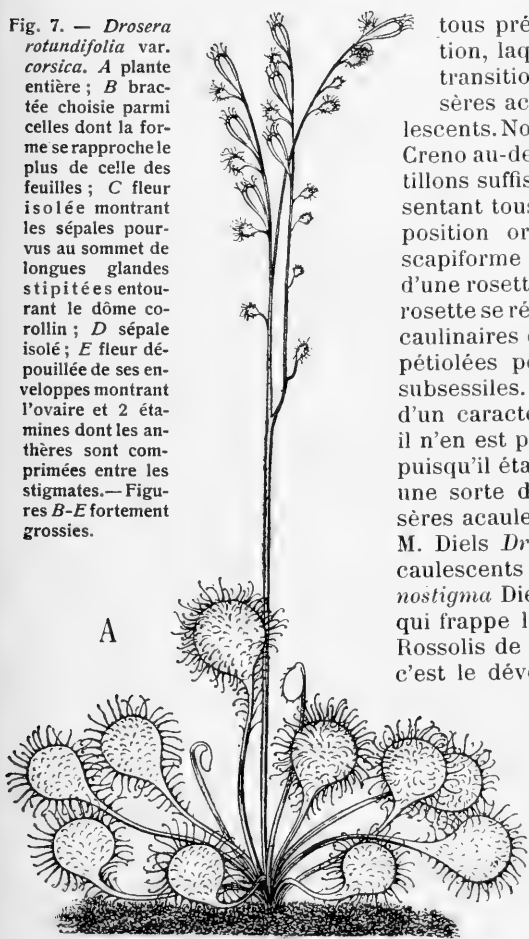 Fig. 7. — Drosera
rotundifolia var.
corsica. A plante
entière ; B brac-
tée choisie parmi
celles dont la for-
me se rapproche le
plus de celle des
feuilles ; C fleur
isolée montrant
les sépales pour-
vus au sommet de
longues glandes
stipitées entou-
rant le dôme co-
rollin ; D sépale
isolé ; E fleur dé-
pouillée de ses en-
veloppes montrant
l'ovaire et 2 éta-
mines dont les an-
thères sont com-
primées entre les
stigmates.— Figu-
res B-E fortement
grossies.
A
tous pré
tion, laq
transitio
sères ac
lescents. No
Creno au-de
tillons suffis
sentant tous
position or
scapiforme
d'une rosett
rosette se ré
caulinaires
pétiolées p
subsessiles.
d'un caracté
il n'en est p
puisqu'il éta
une sorte d
sères acaule
M. Diels Dr
caulescents
nostigma Die
qui frappe l
Rossolis de
c'est le déve